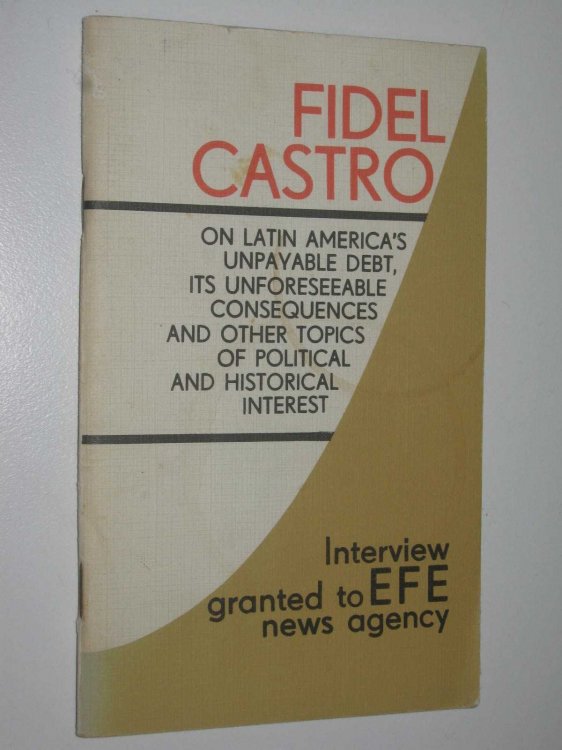 FIDEL
CASTRO
ON LATIN AMERICA'S
UNPAYABLE DEBT,
ITS UNFORESEEABLE
CONSEQUENCES
AND OTHER TOPICS
OF POLITICAL
AND HISTORICAL
INTEREST
Interview
granted to EFE
news agency